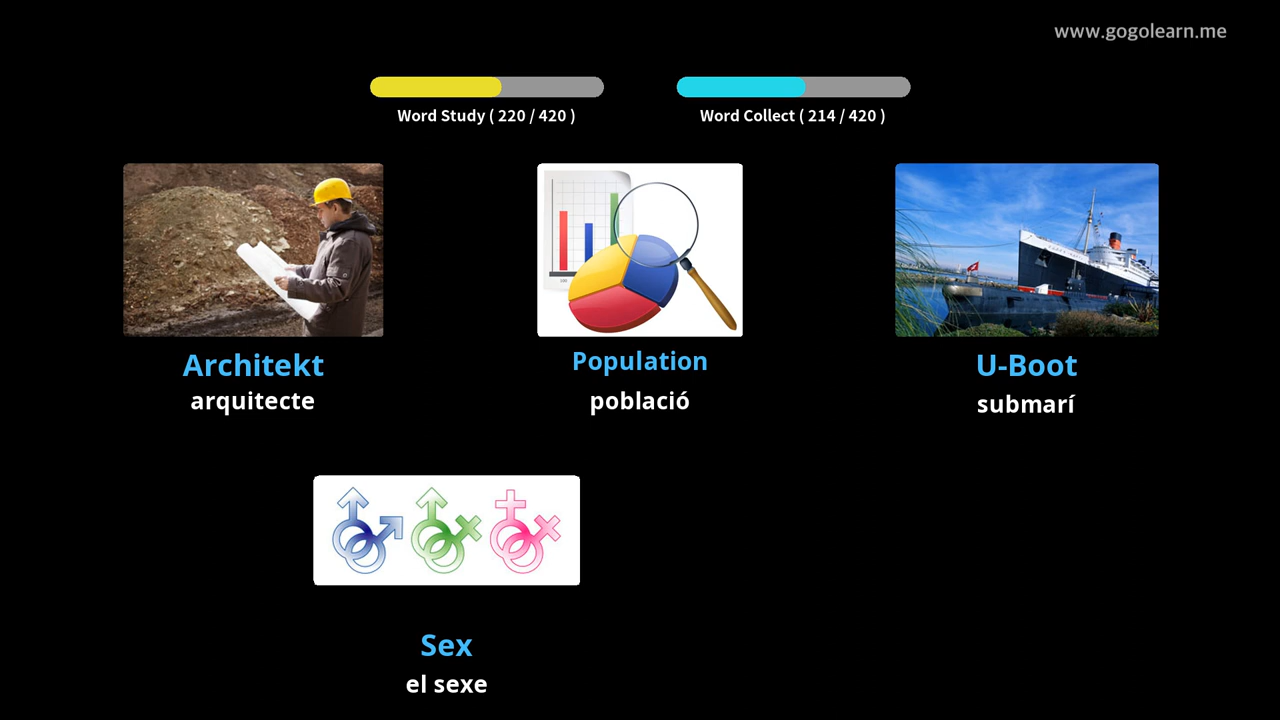 www.gogolearn.me
Word Study ( 220 / 420 )
Word Collect ( 214 / 420 )
Architekt
arquitecte
Population
població
U-Boot
submarí
Sex
el sexe